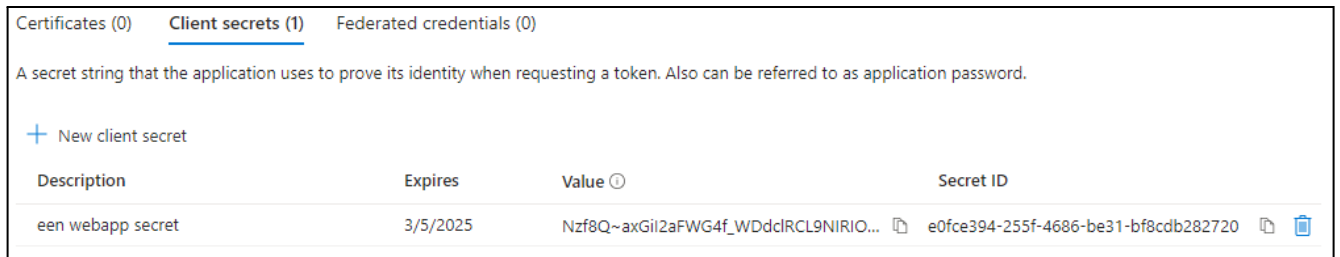 Certificates (0) Client secrets (1) Federated credentials (0)
A secret string that the application uses to prove its identity when requesting a token. Also can be referred to as application password.
New client secret
Description Expires Value Secret ID
een webapp secret 3/5/2025 Nzf8Q~axGiI2aFWG4f_WDdclRCL9NIRIO... e0fce394-255f-4686-be31-bf8cdb282720